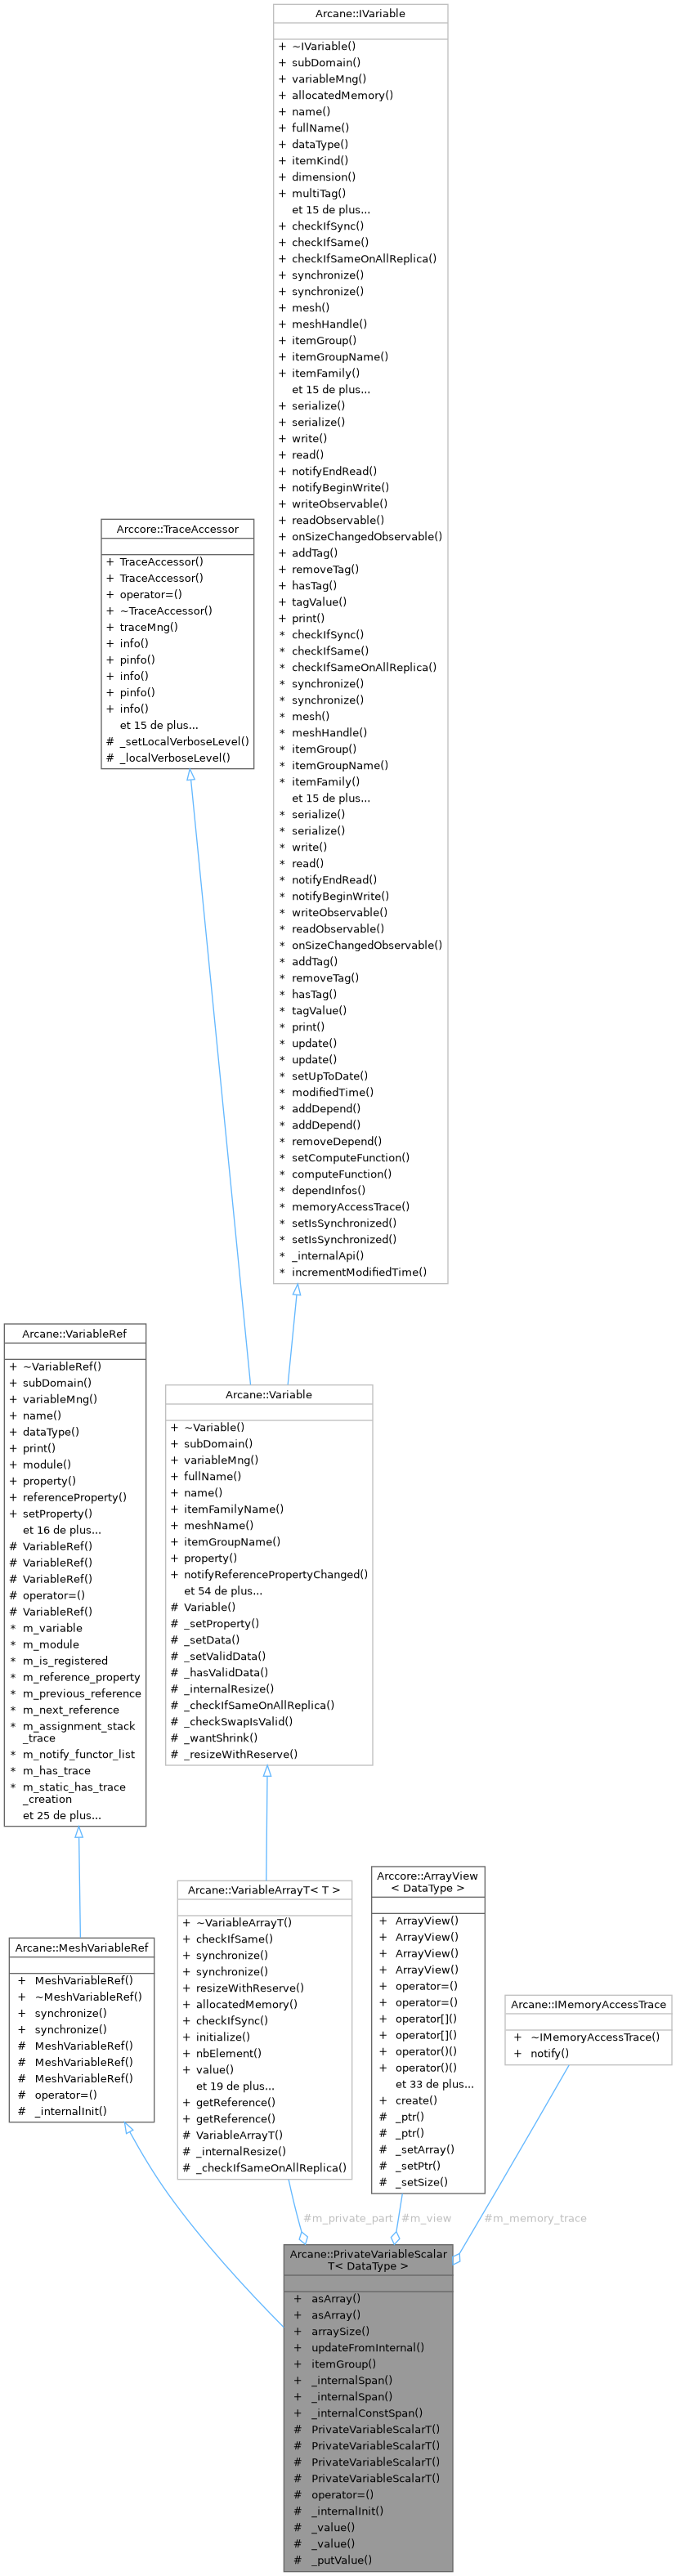 Arcane::IVariable
+ ~IVariable()
+ subDomain()
+ variableMng()
+ allocatedMemory()
+ name()
+ fullName()
+ dataType()
+ itemKind()
+ dimension()
+ multiTag()
et 15 de plus...
+ checkIfSync()
+ checkIfSame()
+ checkIfSameOnAllReplica()
+ synchronize()
+ synchronize()
+ mesh()
+ meshHandle()
+ itemGroup()
+ itemGroupName()
+ itemFamily()
et 15 de plus...
+ serialize()
+ serialize()
+ write()
+ read()
+ notifyEndRead()
+ notifyBeginWrite()
+ writeObservable()
+ readObservable()
+ onSizeChangedObservable()
+ addTag()
+ removeTag()
+ hasTag()
+ tagValue()
+ print()
* checkIfSync()
* checkIfSame()
* checkIfSameOnAllReplica()
* synchronize()
* synchronize()
* mesh()
* meshHandle()
* itemGroup()
* itemGroupName()
* itemFamily()
et 15 de plus...
* serialize()
* serialize()
* write()
* read()
* notifyEndRead()
* notifyBeginWrite()
* writeObservable()
* readObservable()
* onSizeChangedObservable()
* addTag()
* removeTag()
* hasTag()
* tagValue()
* print()
* update()
* update()
* setUpToDate()
* modifiedTime()
* addDepend()
* addDepend()
* removeDepend()
* setComputeFunction()
* computeFunction()
* dependInfos()
* memoryAccessTrace()
* setIsSynchronized()
* setIsSynchronized()
* _internalApi()
* incrementModifiedTime()
Arccore::TraceAccessor
+ TraceAccessor()
+ TraceAccessor()
+ operator=()
+ ~TraceAccessor()
+ traceMng()
+ info()
+ pinfo()
+ info()
+ pinfo()
+ info()
et 15 de plus...
# _setLocalVerboseLevel()
# _localVerboseLevel()
Arcane::VariableRef
+ ~VariableRef()
+ subDomain()
+ variableMng()
+ name()
+ dataType()
+ print()
+ module()
+ property()
+ referenceProperty()
+ setProperty()
et 16 de plus...
# VariableRef()
# VariableRef()
# VariableRef()
# operator=()
# VariableRef()
* m_variable
* m_module
* m_is_registered
* m_reference_property
* m_previous_reference
* m_next_reference
* m_assignment_stack
_trace
* m_notify_functor_list
* m_has_trace
* m_static_has_trace
_creation
et 25 de plus...
Arcane::Variable
+ ~Variable()
+ subDomain()
+ variableMng()
+ fullName()
+ name()
+ itemFamilyName()
+ meshName()
+ itemGroupName()
+ property()
+ notifyReferencePropertyChanged()
et 54 de plus...
# Variable()
# _setProperty()
# _setData()
# _setValidData()
# _hasValidData()
# _internalResize()
# _checkIfSameOnAllReplica()
# _checkSwapIsValid()
# _wantShrink()
# _resizeWithReserve()
Arcane::MeshVariableRef
+ MeshVariableRef()
+ ~MeshVariableRef()
+ synchronize()
+ synchronize()
# MeshVariableRef()
# MeshVariableRef()
# MeshVariableRef()
# operator=()
# _internalInit()
Arcane::VariableArrayT< T >
+ ~VariableArrayT()
+ checkIfSame()
+ synchronize()
+ synchronize()
+ resizeWithReserve()
+ allocatedMemory()
+ checkIfSync()
+ initialize()
+ nbElement()
+ value()
et 19 de plus...
+ getReference()
+ getReference()
# VariableArrayT()
# _internalResize()
# _checkIfSameOnAllReplica()
Arccore::ArrayView
< DataType >
+ ArrayView()
+ ArrayView()
+ ArrayView()
+ ArrayView()
+ operator=()
+ operator=()
+ operator[]()
+ operator[]()
+ operator()()
+ operator()()
et 33 de plus...
+ create()
# _ptr()
# _ptr()
# _setArray()
# _setPtr()
# _setSize()
Arcane::IMemoryAccessTrace
+ ~IMemoryAccessTrace()
+ notify()
#m_private_part
#m_view
#m_memory_trace
Arcane::PrivateVariableScalar
T< DataType >
+ asArray()
+ asArray()
+ arraySize()
+ updateFromInternal()
+ itemGroup()
+ _internalSpan()
+ _internalSpan()
+ _internalConstSpan()
# PrivateVariableScalarT()
# PrivateVariableScalarT()
# PrivateVariableScalarT()
# PrivateVariableScalarT()
# operator=()
# _internalInit()
# _value()
# _value()
# _putValue()